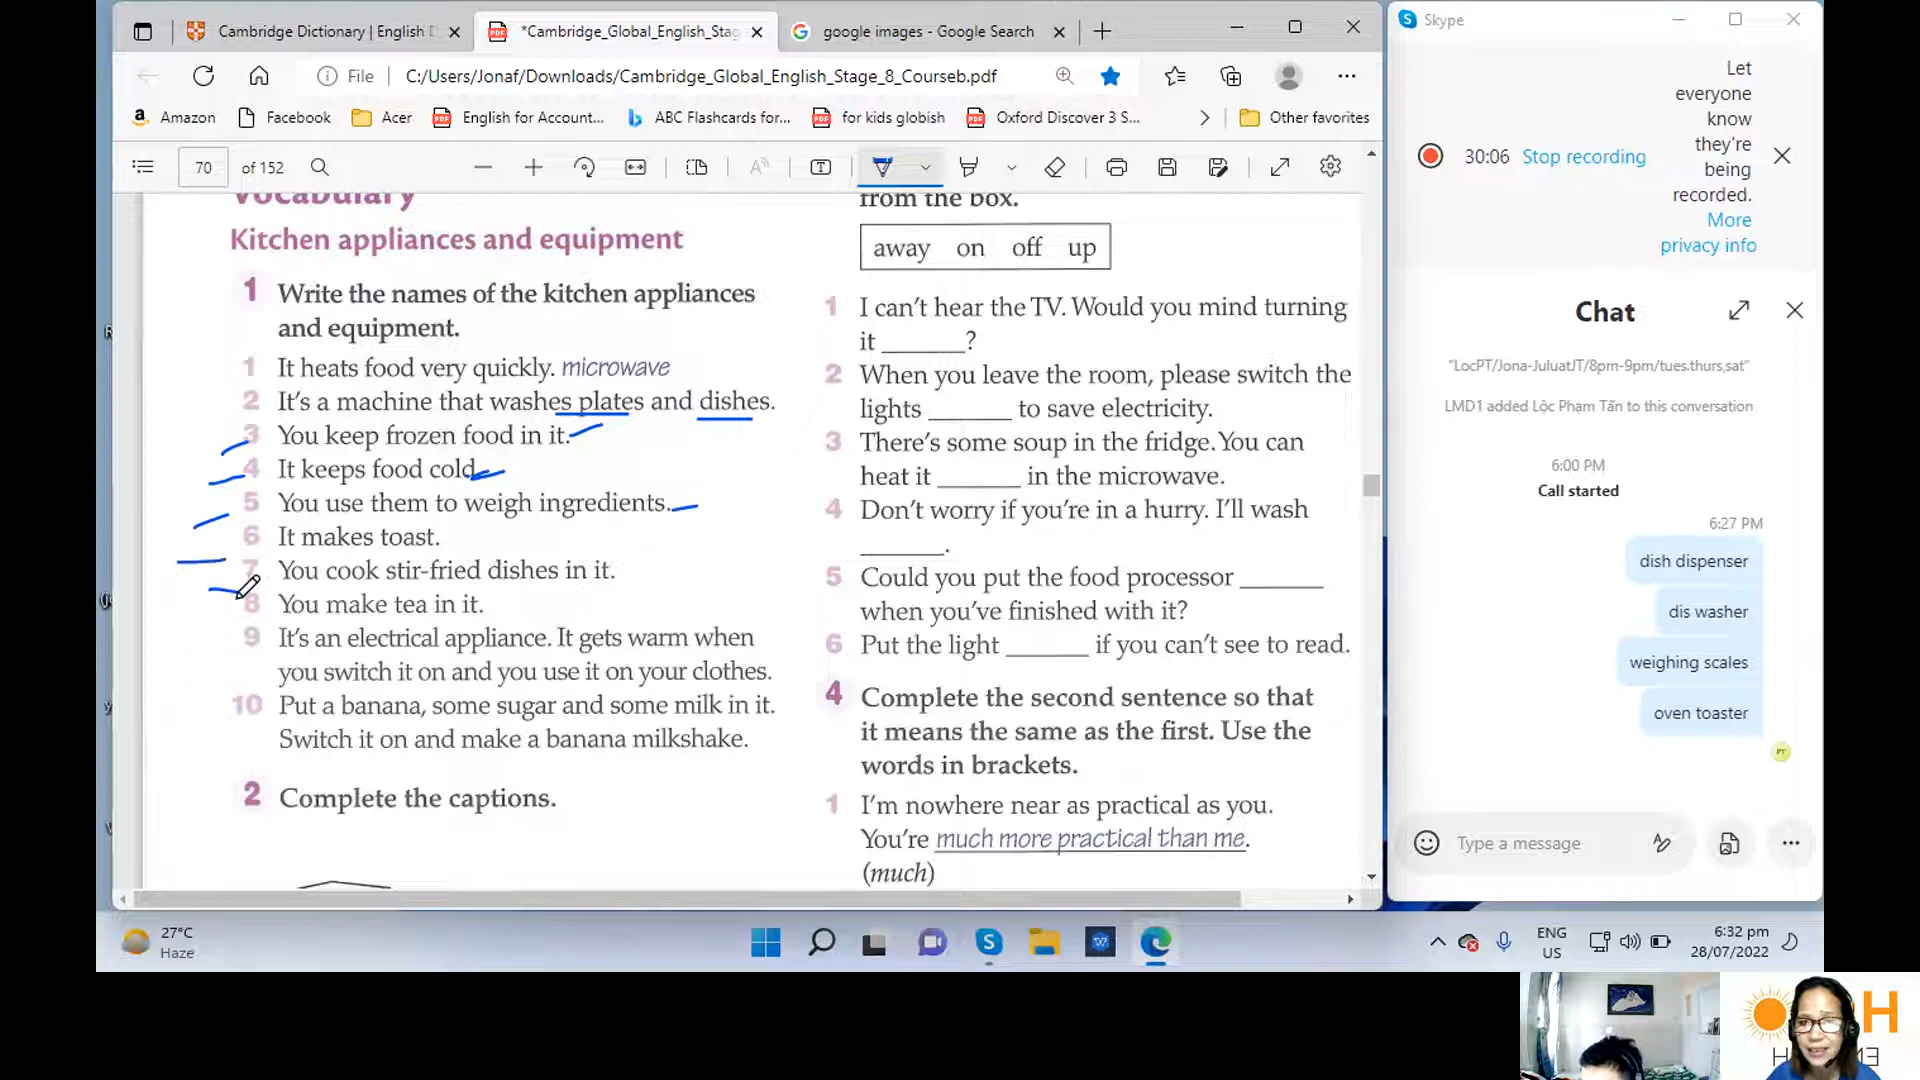 Cambridge Dictionary | English D
*Cambridge_Global_English_Stag
google images - Google Search
Skype
File
C:/Users/Jonaf/Downloads/Cambridge_Global_English_Stage_8_Courseb.pdf
Amazon
Facebook
Acer
English for Account...
ABC Flashcards for...
for kids globish
Oxford Discover 3 S...
Other favorites
70 of 152
Vocabulary
Kitchen appliances and equipment
1 Write the names of the kitchen appliances
and equipment.
1 It heats food very quickly. microwave
2 It's a machine that washes plates and dishes.
3 You keep frozen food in it.
4 It keeps food cold
5 You use them to weigh ingredients.
6 It makes toast.
7 You cook stir-fried dishes in it.
8 You make tea in it.
9 It's an electrical appliance. It gets warm when
you switch it on and you use it on your clothes.
10 Put a banana, some sugar and some milk in it.
Switch it on and make a banana milkshake.
2 Complete the captions.
from the box.
away on off up
1 I can't hear the TV. Would you mind turning
it _______?
2 When you leave the room, please switch the
lights _______ to save electricity.
3 There's some soup in the fridge. You can
heat it _______ in the microwave.
4 Don't worry if you're in a hurry. I'll wash
_______.
5 Could you put the food processor _______
when you've finished with it?
6 Put the light _______ if you can't see to read.
4 Complete the second sentence so that
it means the same as the first. Use the
words in brackets.
1 I'm nowhere near as practical as you.
You're much more practical than me.
(much)
30:06 Stop recording
Let
everyone
know
they're
being
recorded.
More
privacy info
Chat
"LocPT/Jona-JuluatJT/8pm-9pm/tues.thurs,sat"
LMD1 added Lộc Phạm Tấn to this conversation
6:00 PM
Call started
6:27 PM
dish dispenser
dis washer
weighing scales
oven toaster
PT
Type a message
27°C
Haze
ENG
US
6:32 pm
28/07/2022